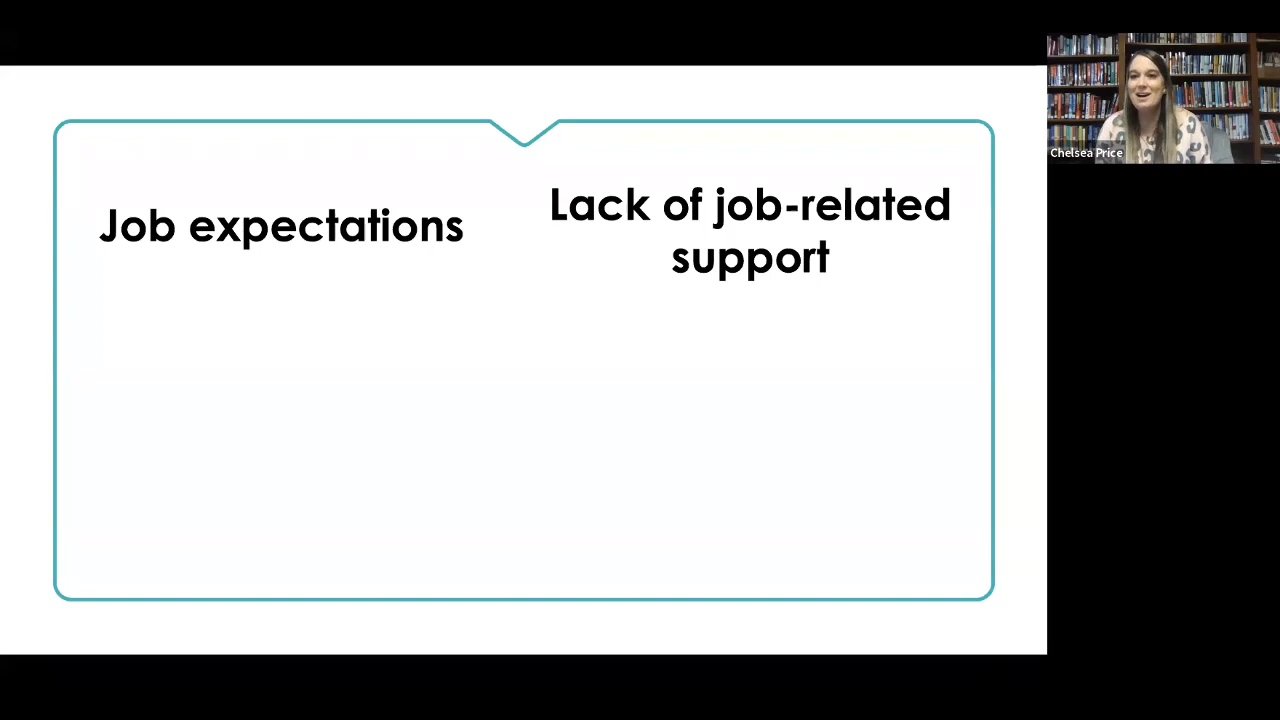 Job expectations
Lack of job-related
support
Chelsea Price